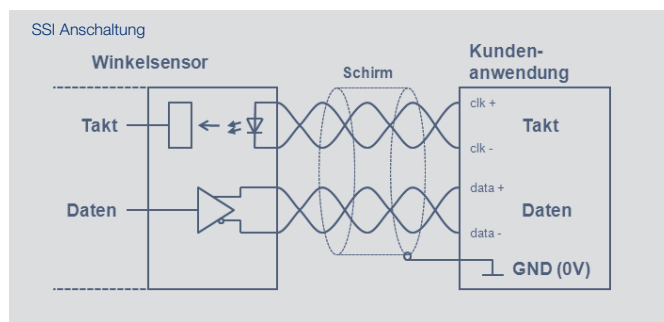 SSI Anschaltung
Winkelsensor
Schirm
Kunden-
anwendung
Takt
clk +
Takt
clk -
Daten
data +
Daten
data -
GND (0V)